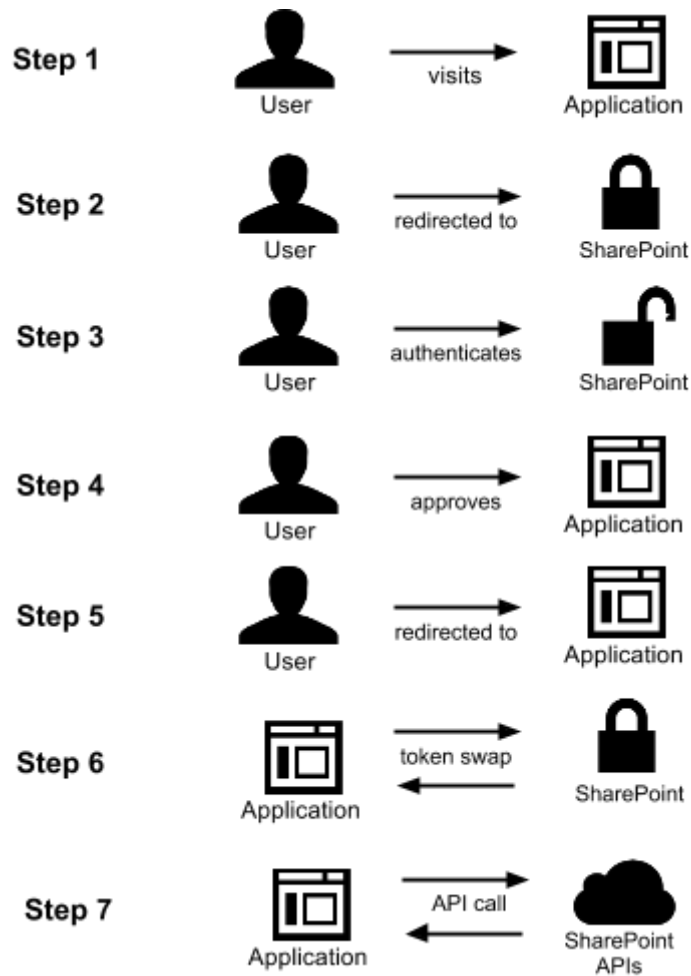 Step 1
visits
User
Application
Step 2
redirected to
User
SharePoint
Step 3
authenticates
User
SharePoint
Step 4
approves
User
Application
Step 5
redirected to
User
Application
Step 6
token swap
Application
SharePoint
Step 7
API call
Application
SharePoint
APIs